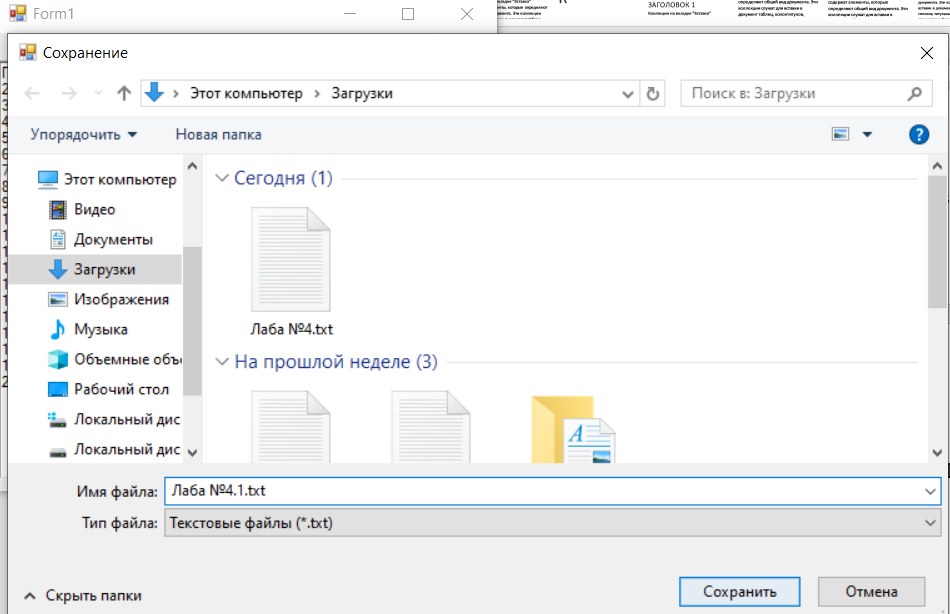 Form1
ЗАГОЛОВОК 1
Сохранение
Этот компьютер
Загрузки
Поиск в: Загрузки
Упорядочить
Новая папка
Этот компьютер
Видео
Документы
Загрузки
Изображения
Музыка
Объемные объ
Рабочий стол
Локальный дис
Локальный дис
Сегодня (1)
Лаба №4.txt
На прошлой неделе (3)
Имя файла:
Лаба №4.1.txt
Тип файла:
Текстовые файлы (*.txt)
Скрыть папки
Сохранить
Отмена